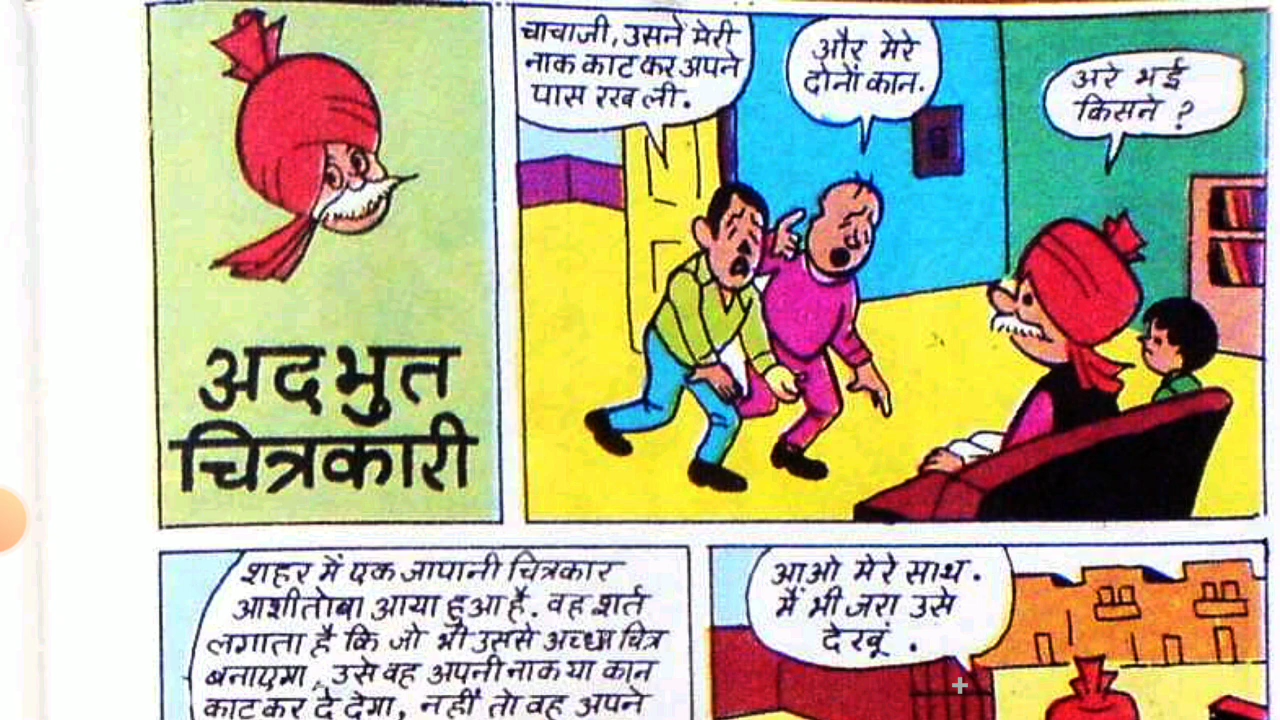 अदभुत
चित्रकारी
चाचाजी, उसने मेरी
नाक काट कर अपने
पास रख ली.
और मेरे
दोनों कान.
अरे भई
किसने ?
शहर में एक जापानी चित्रकार
आशीतोबा आया हुआ है. वह शर्त
लगाता है कि जो भी उससे अच्छा चित्र
बनाएगा, उसे वह अपनी नाक या कान
काट कर दे देगा, नहीं तो वह अपने
आओ मेरे साथ.
मैं भी जरा उसे
देखूं .